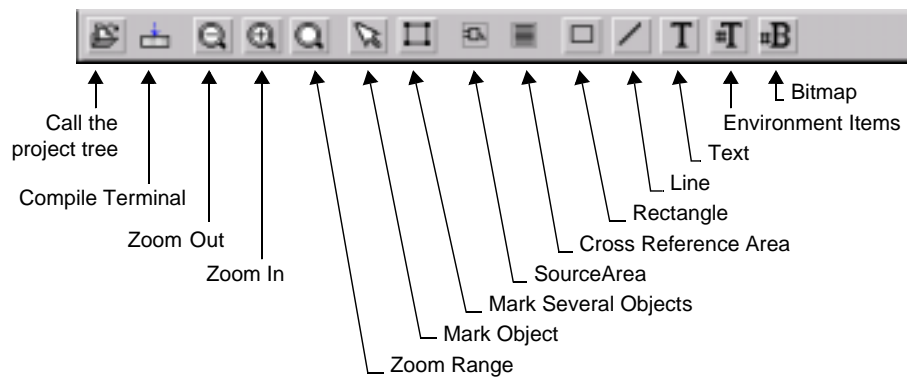 T
#T
#B
Bitmap
Call the
project tree
Environment Items
Text
Compile Terminal
Line
Rectangle
Zoom Out
Cross Reference Area
Zoom In
SourceArea
Mark Several Objects
Mark Object
Zoom Range